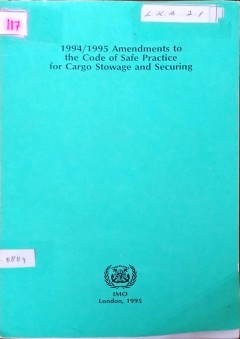 117
LKA 21
1994/1995 Amendments to
the Code of Safe Practice
for Cargo Stowage and Securing
IMO
London, 1995